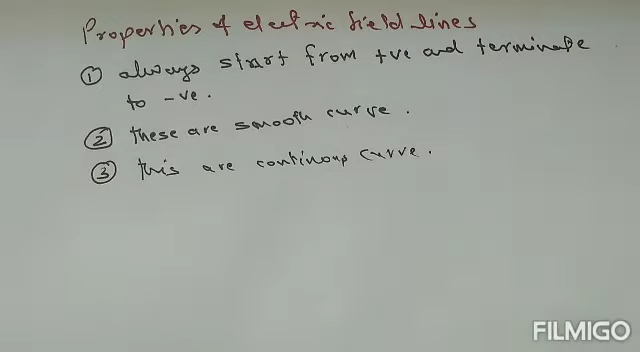 Properties of electric field lines
① always start from +ve and terminate
to -ve.
② these are smooth curve.
③ this are continous curve.
FILMIGO